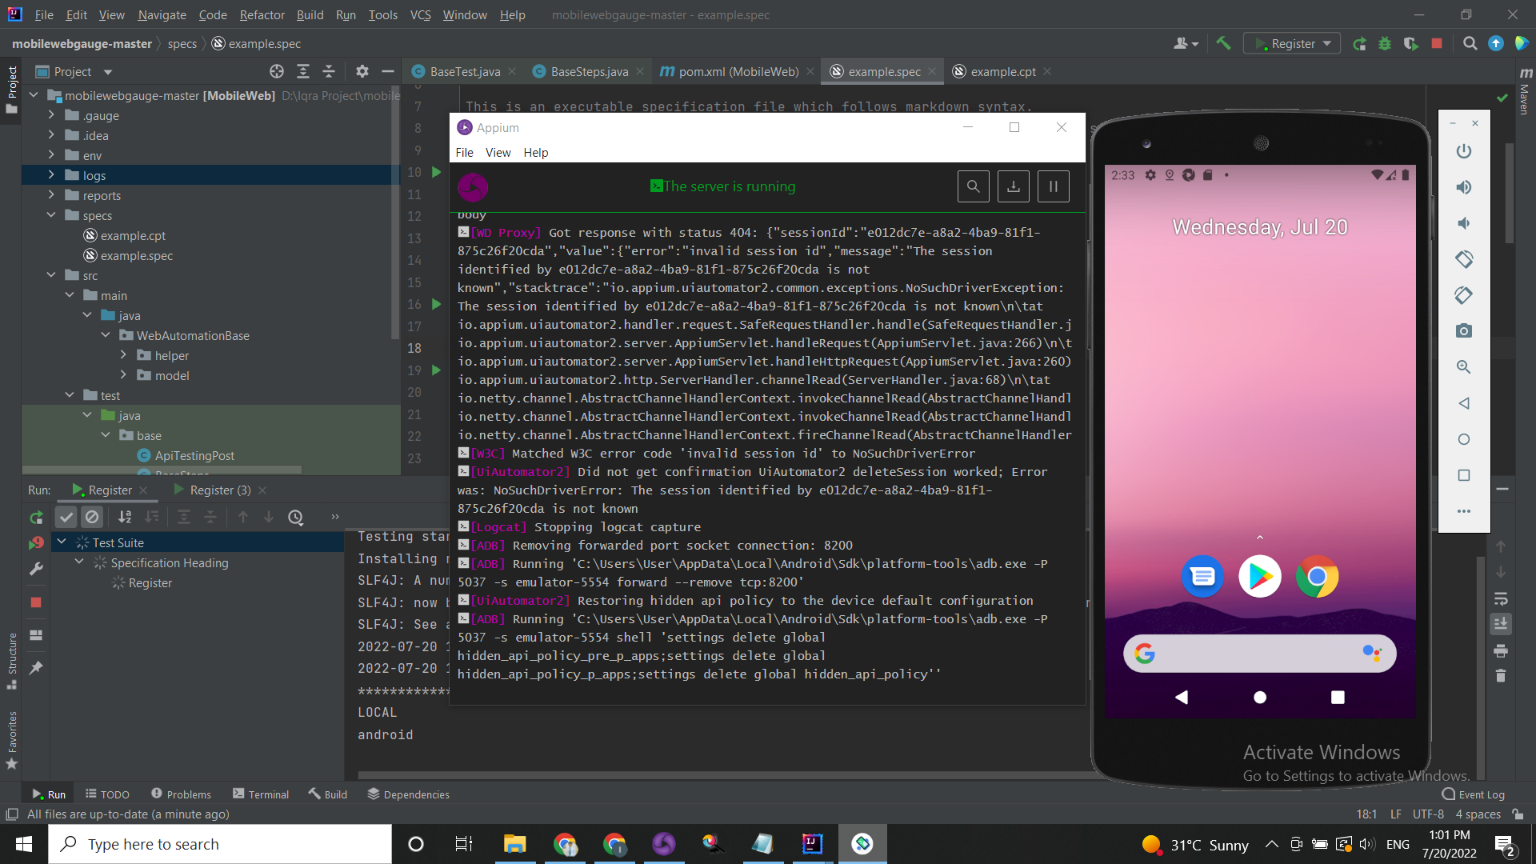 File Edit View Navigate Code Refactor Build Run Tools VCS Window Help mobilewebgauge-master - example.spec
mobilewebgauge-master specs example.spec
Register
Project
BaseTest.java BaseSteps.java pom.xml (MobileWeb) example.spec example.cpt
mobilewebgauge-master [MobileWeb] D:\Iqra Project\mobile
.gauge
.idea
env
logs
reports
specs
example.cpt
example.spec
src
main
java
WebAutomationBase
helper
model
test
java
base
ApiTestingPost
Project
Structure
Favorites
Maven
7 This is an executable specification file which follows markdown syntax.
8
9
10
11
12
13
14
15
16
17
18
19
20
21
22
23
Appium
File View Help
The server is running
body
[WD Proxy] Got response with status 404: {"sessionId":"e012dc7e-a8a2-4ba9-81f1-
875c26f20cda","value":{"error":"invalid session id","message":"The session
identified by e012dc7e-a8a2-4ba9-81f1-875c26f20cda is not
known","stacktrace":"io.appium.uiautomator2.common.exceptions.NoSuchDriverException:
The session identified by e012dc7e-a8a2-4ba9-81f1-875c26f20cda is not known\n\tat
io.appium.uiautomator2.handler.request.SafeRequestHandler.handle(SafeRequestHandler.j
io.appium.uiautomator2.server.AppiumServlet.handleRequest(AppiumServlet.java:266)\n\t
io.appium.uiautomator2.server.AppiumServlet.handleHttpRequest(AppiumServlet.java:260)
io.appium.uiautomator2.http.ServerHandler.channelRead(ServerHandler.java:68)\n\tat
io.netty.channel.AbstractChannelHandlerContext.invokeChannelRead(AbstractChannelHandl
io.netty.channel.AbstractChannelHandlerContext.invokeChannelRead(AbstractChannelHandl
io.netty.channel.AbstractChannelHandlerContext.fireChannelRead(AbstractChannelHandler
[W3C] Matched W3C error code 'invalid session id' to NoSuchDriverError
[UiAutomator2] Did not get confirmation UiAutomator2 deleteSession worked; Error
was: NoSuchDriverError: The session identified by e012dc7e-a8a2-4ba9-81f1-
875c26f20cda is not known
[Logcat] Stopping logcat capture
[ADB] Removing forwarded port socket connection: 8200
[ADB] Running 'C:\Users\User\AppData\Local\Android\Sdk\platform-tools\adb.exe -P
5037 -s emulator-5554 forward --remove tcp:8200'
[UiAutomator2] Restoring hidden api policy to the device default configuration
[ADB] Running 'C:\Users\User\AppData\Local\Android\Sdk\platform-tools\adb.exe -P
5037 -s emulator-5554 shell 'settings delete global
hidden_api_policy_pre_p_apps;settings delete global
hidden_api_policy_p_apps;settings delete global hidden_api_policy''
2:33
Wednesday, Jul 20
Run: Register Register (3)
Test Suite
Specification Heading
Register
Testing star
Installing
SLF4J: A nu
SLF4J: now b
SLF4J: See a
2022-07-20
2022-07-20
************
LOCAL
android
Activate Windows
Go to Settings to activate Windows.
Run TODO Problems Terminal Build Dependencies Event Log
All files are up-to-date (a minute ago) 18:1 LF UTF-8 4 spaces
Type here to search
31°C Sunny ENG 1:01 PM
7/20/2022
2